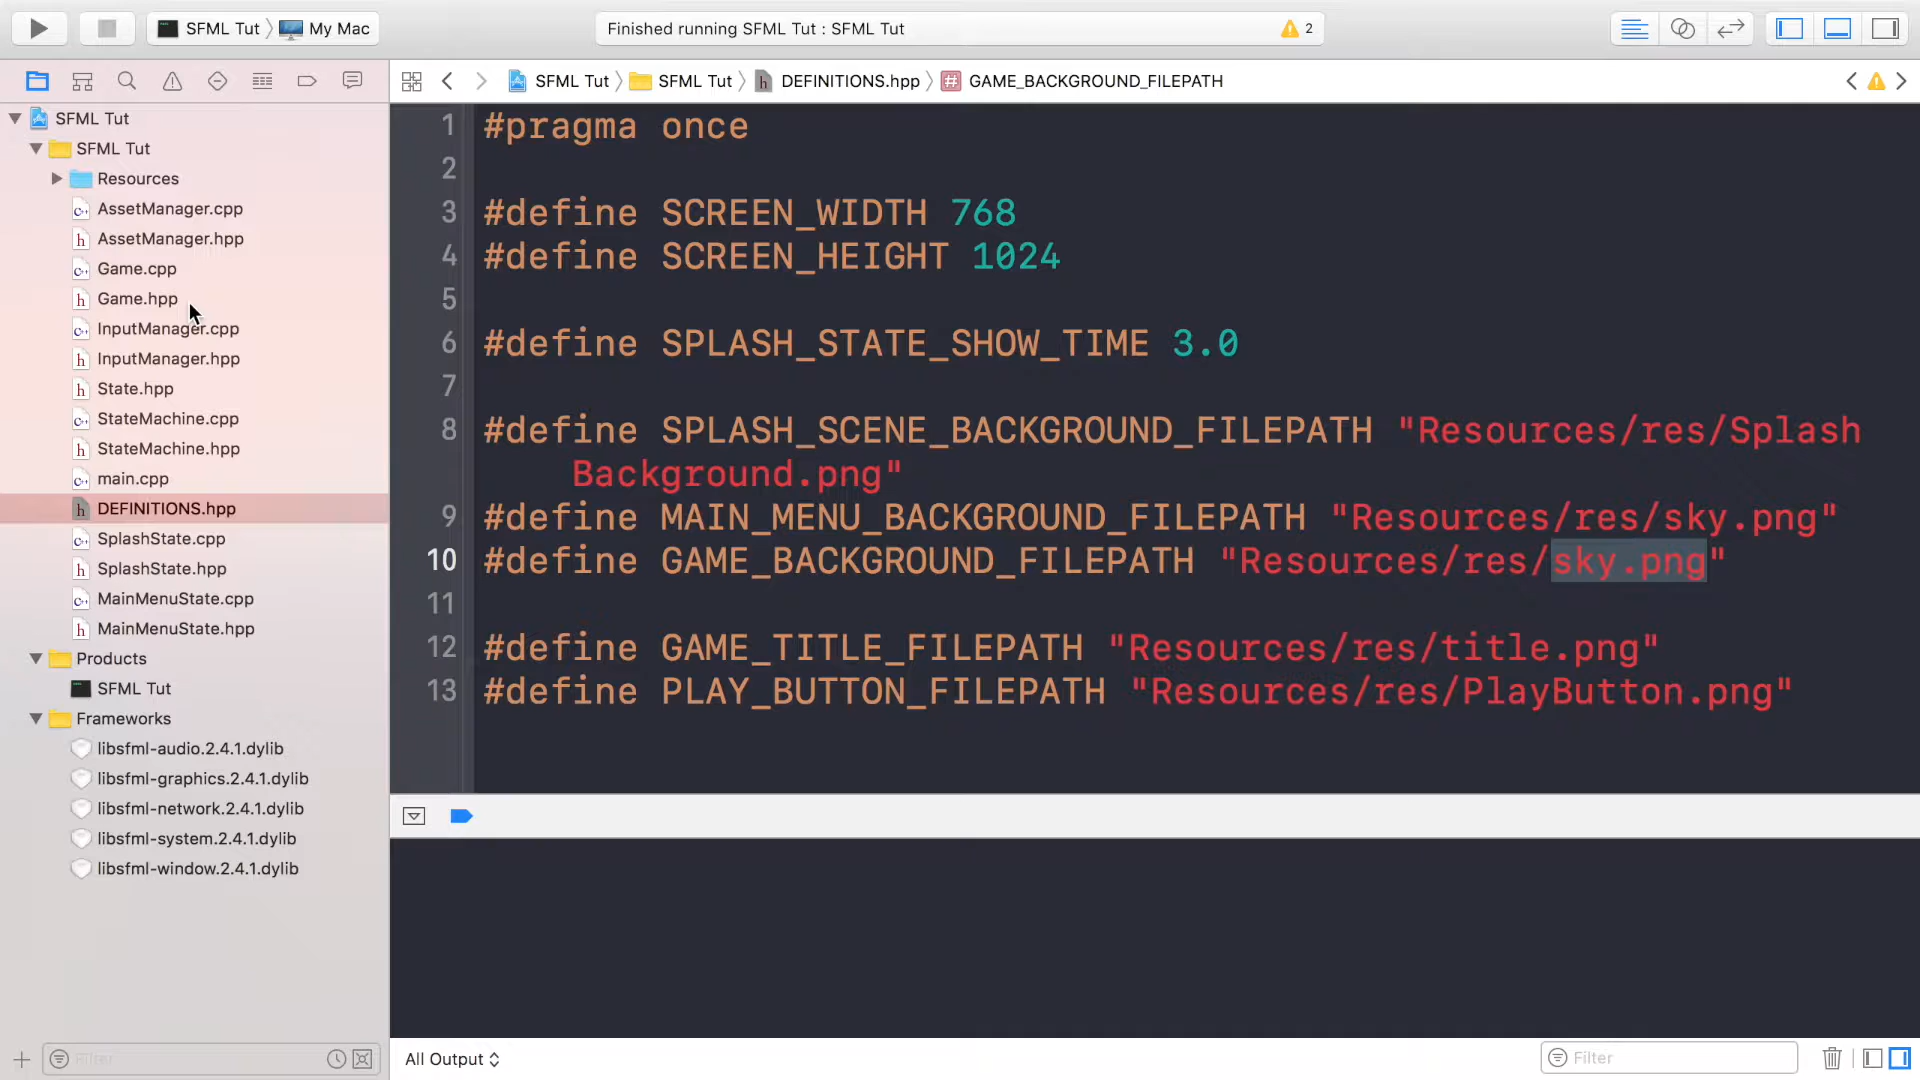 SFML Tut 〉 My Mac
Finished running SFML Tut : SFML Tut
2
SFML Tut 〉 SFML Tut 〉 DEFINITIONS.hpp 〉 GAME_BACKGROUND_FILEPATH
SFML Tut
SFML Tut
Resources
AssetManager.cpp
AssetManager.hpp
Game.cpp
Game.hpp
InputManager.cpp
InputManager.hpp
State.hpp
StateMachine.cpp
StateMachine.hpp
main.cpp
DEFINITIONS.hpp
SplashState.cpp
SplashState.hpp
MainMenuState.cpp
MainMenuState.hpp
Products
SFML Tut
Frameworks
libsfml-audio.2.4.1.dylib
libsfml-graphics.2.4.1.dylib
libsfml-network.2.4.1.dylib
libsfml-system.2.4.1.dylib
libsfml-window.2.4.1.dylib
Filter
1 #pragma once
2
3 #define SCREEN_WIDTH 768
4 #define SCREEN_HEIGHT 1024
5
6 #define SPLASH_STATE_SHOW_TIME 3.0
7
8 #define SPLASH_SCENE_BACKGROUND_FILEPATH "Resources/res/Splash
Background.png"
9 #define MAIN_MENU_BACKGROUND_FILEPATH "Resources/res/sky.png"
10 #define GAME_BACKGROUND_FILEPATH "Resources/res/sky.png"
11
12 #define GAME_TITLE_FILEPATH "Resources/res/title.png"
13 #define PLAY_BUTTON_FILEPATH "Resources/res/PlayButton.png"
All Output
Filter